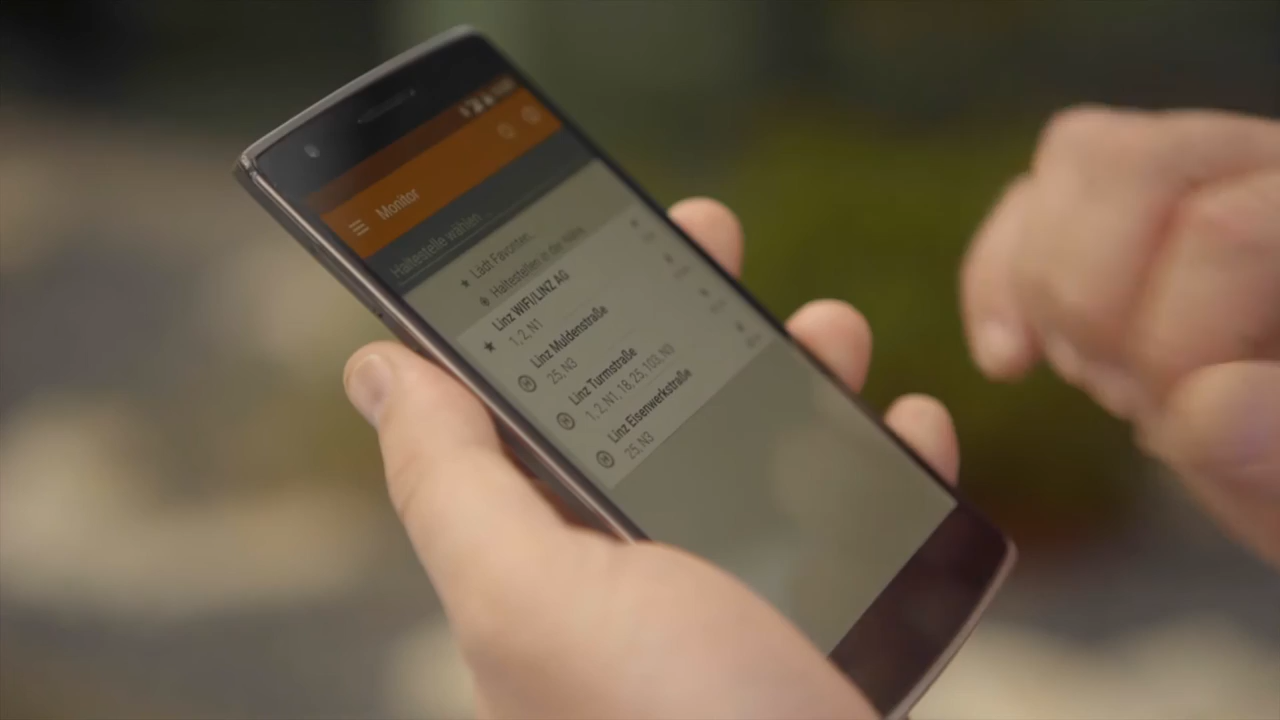 Monitor
Haltestelle wählen
Lädt Favoriten.
Haltestellen in der Nähe
Linz WIFI/LINZ AG
1, 2, N1
Linz Muldenstraße
25, N3
Linz Turmstraße
1, 2, N1, 18, 25, 103, N3
Linz Eisenwerkstraße
25, N3